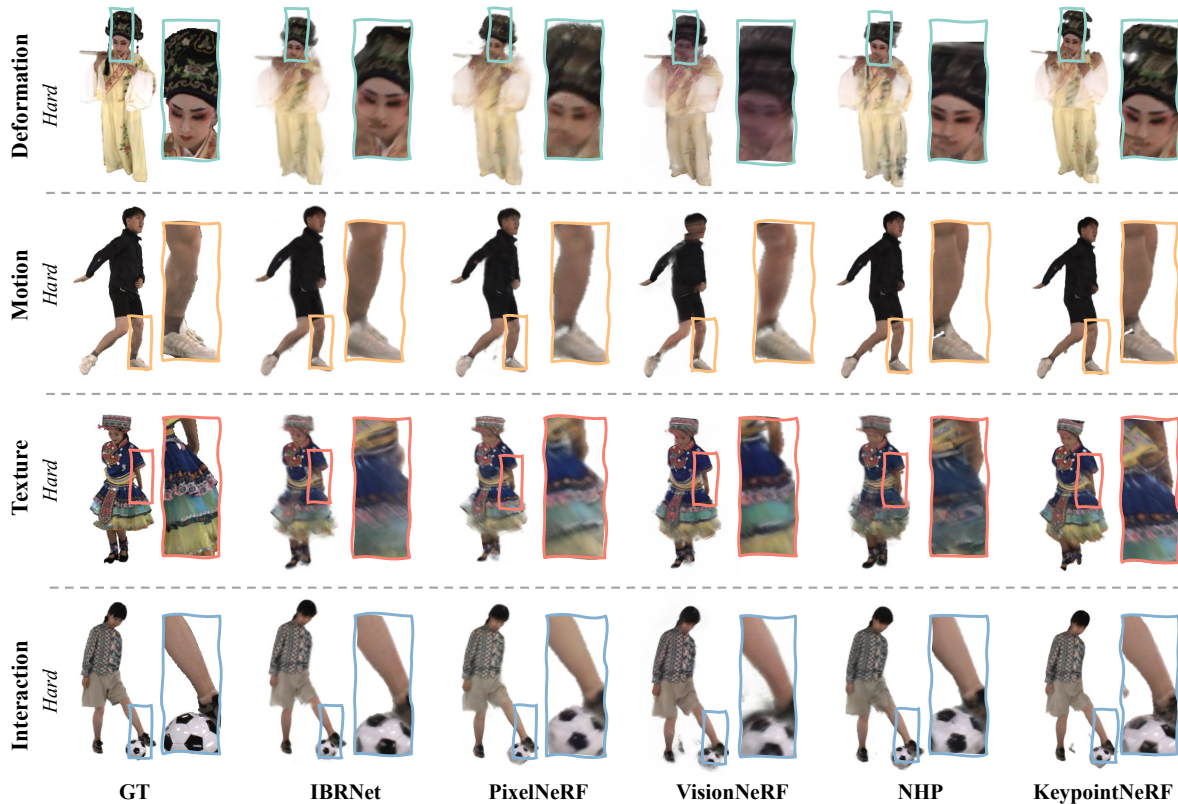 Deformation
Hard
Motion
Hard
Texture
Hard
Interaction
Hard
GT IBRNet PixelNeRF VisionNeRF NHP KeypointNeRF